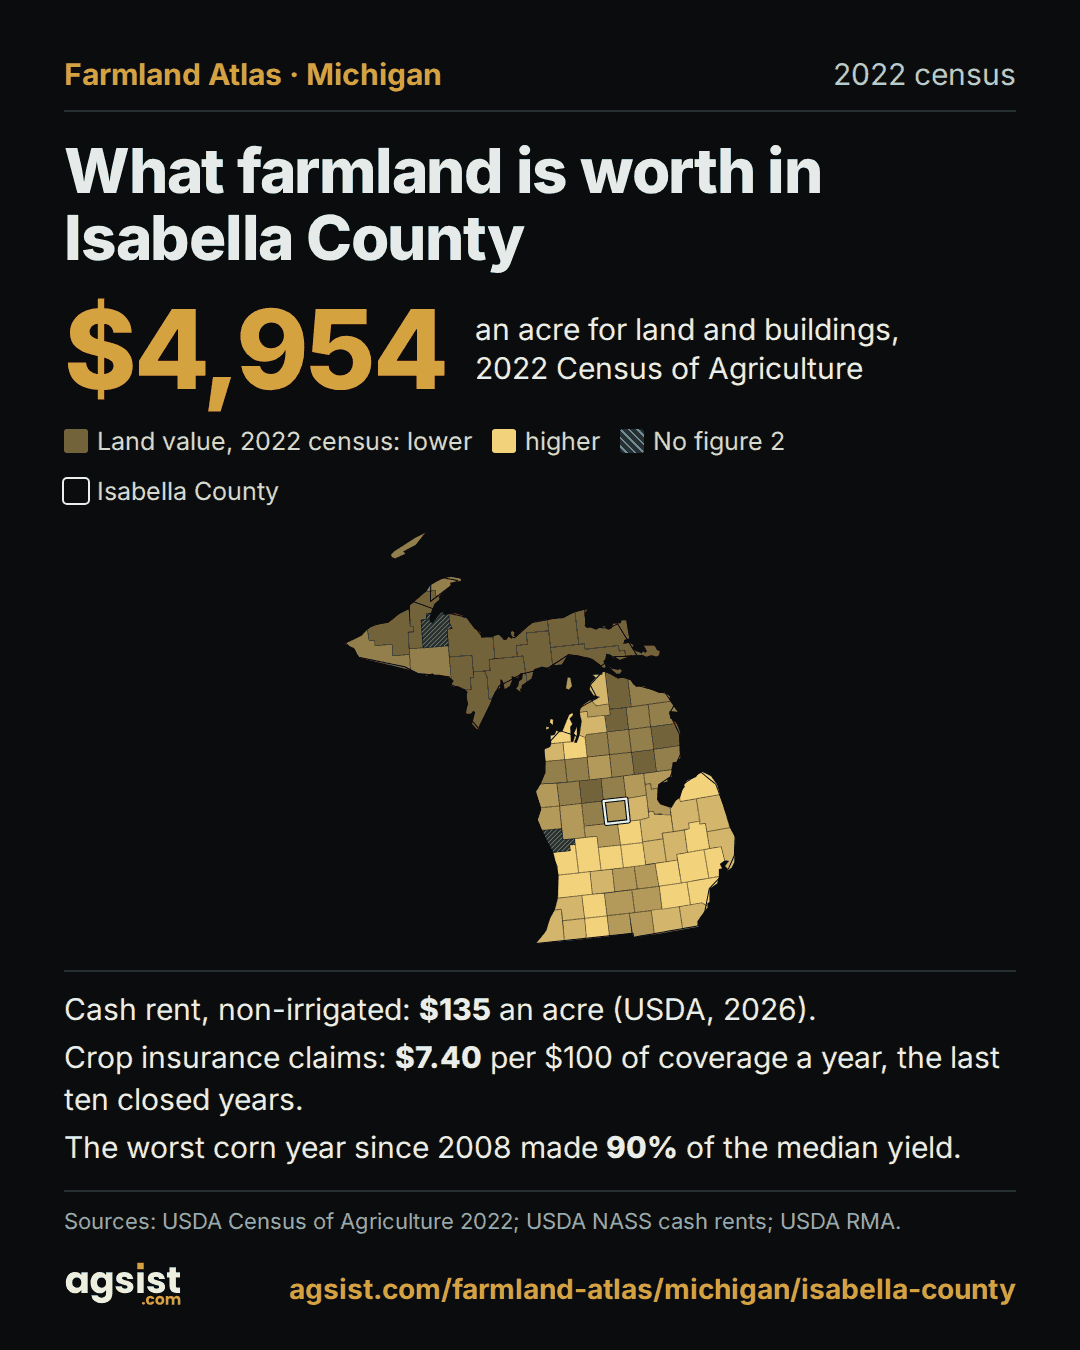 Farmland Atlas · Michigan
2022 census
What farmland is worth in
Isabella County
$4,954
an acre for land and buildings,
2022 Census of Agriculture
Land value, 2022 census: lower higher No figure 2
Isabella County
Cash rent, non-irrigated: $135 an acre (USDA, 2026).
Crop insurance claims: $7.40 per $100 of coverage a year, the last
ten closed years.
The worst corn year since 2008 made 90% of the median yield.
Sources: USDA Census of Agriculture 2022; USDA NASS cash rents; USDA RMA.
agsist
.com
agsist.com/farmland-atlas/michigan/isabella-county